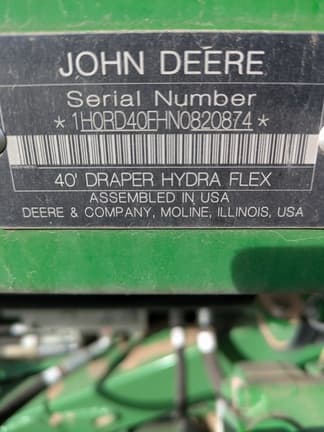 JOHN DEERE
Serial Number
*1H0RD40FHN0820874*
40' DRAPER HYDRA FLEX
ASSEMBLED IN USA
DEERE & COMPANY, MOLINE, ILLINOIS, USA